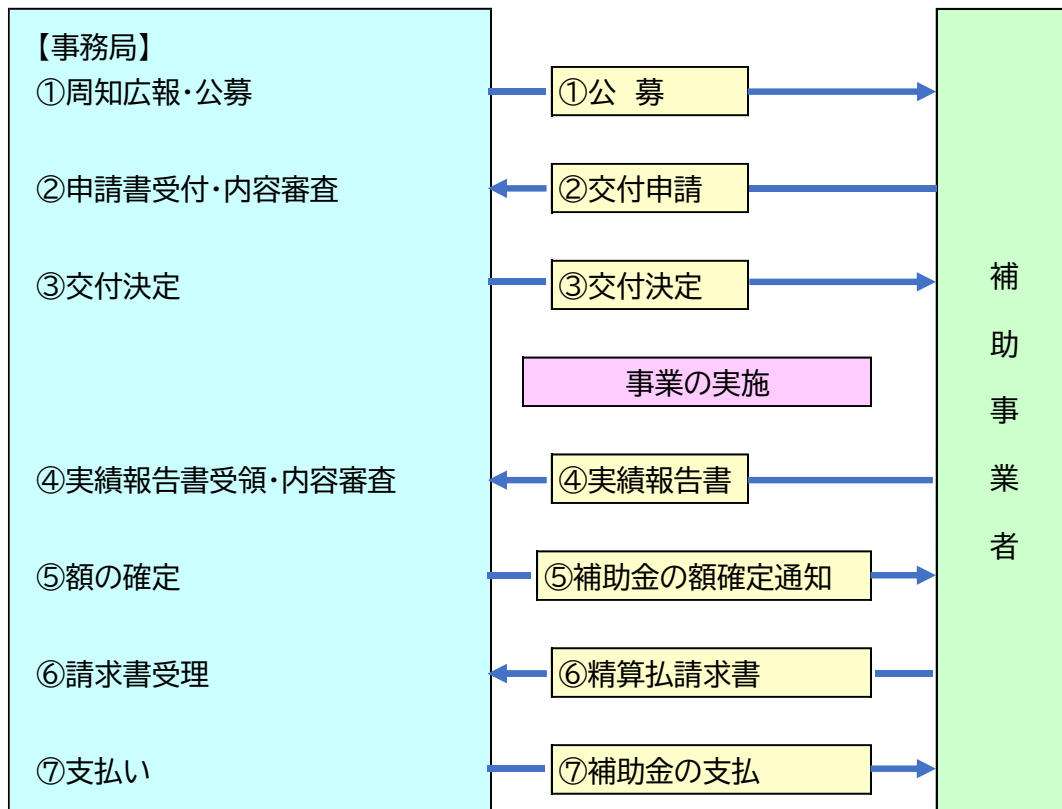 【事務局】
①周知広報・公募
①公 募
②申請書受付・内容審査
②交付申請
③交付決定
③交付決定
事業の実施
④実績報告書受領・内容審査
④実績報告書
⑤額の確定
⑤補助金の額確定通知
⑥請求書受理
⑥精算払請求書
⑦支払い
⑦補助金の支払
補助事業者